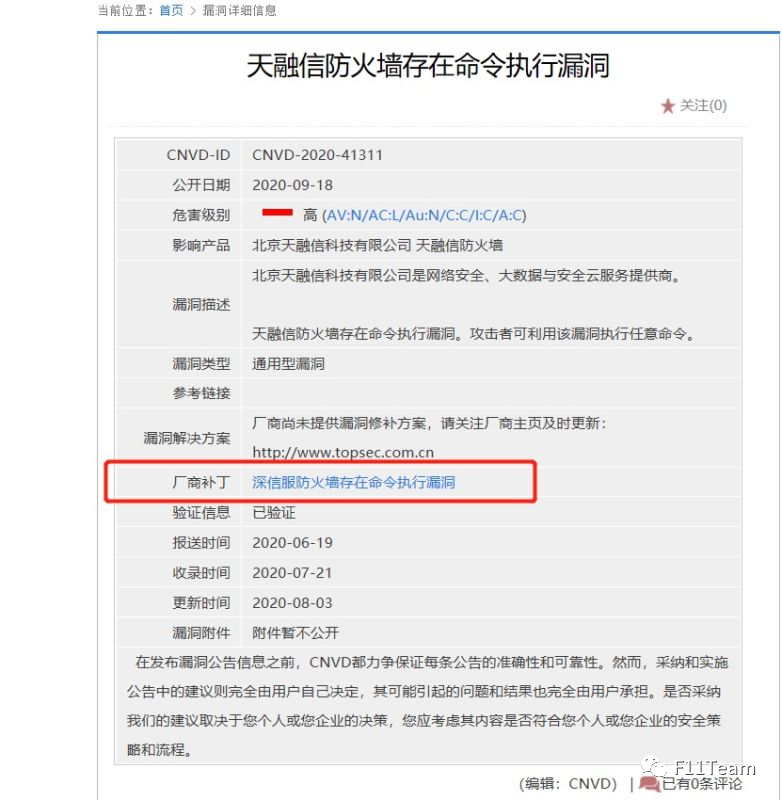 当前位置：首页 > 漏洞详细信息
天融信防火墙存在命令执行漏洞
★ 关注(0)
CNVD-ID CNVD-2020-41311
公开日期 2020-09-18
危害级别 高 (AV:N/AC:L/Au:N/C:C/I:C/A:C)
影响产品 北京天融信科技有限公司 天融信防火墙
漏洞描述 北京天融信科技有限公司是网络安全、大数据与安全云服务提供商。
天融信防火墙存在命令执行漏洞。攻击者可利用该漏洞执行任意命令。
漏洞类型 通用型漏洞
参考链接
漏洞解决方案 厂商尚未提供漏洞修补方案，请关注厂商主页及时更新：
http://www.topsec.com.cn
厂商补丁 深信服防火墙存在命令执行漏洞
验证信息 已验证
报送时间 2020-06-19
收录时间 2020-07-21
更新时间 2020-08-03
漏洞附件 附件暂不公开
在发布漏洞公告信息之前，CNVD都力争保证每条公告的准确性和可靠性。然而，采纳和实施
公告中的建议则完全由用户自己决定，其可能引起的问题和结果也完全由用户承担。是否采纳
我们的建议取决于您个人或您企业的决策，您应考虑其内容是否符合您个人或您企业的安全策
略和流程。
F11Team
(编辑：CNVD) | 已有0条评论